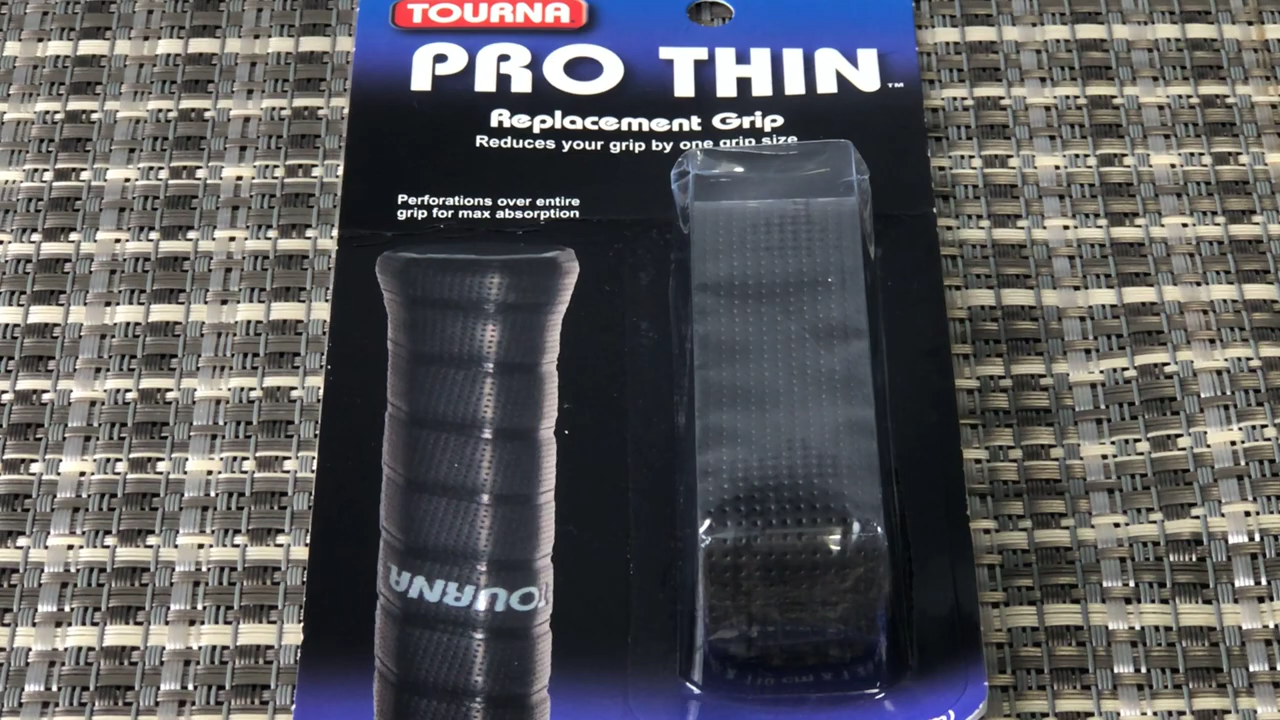 TOURNA
PRO THIN™
Replacement Grip
Reduces your grip by one grip size
Perforations over entire
grip for max absorption
TOURNA